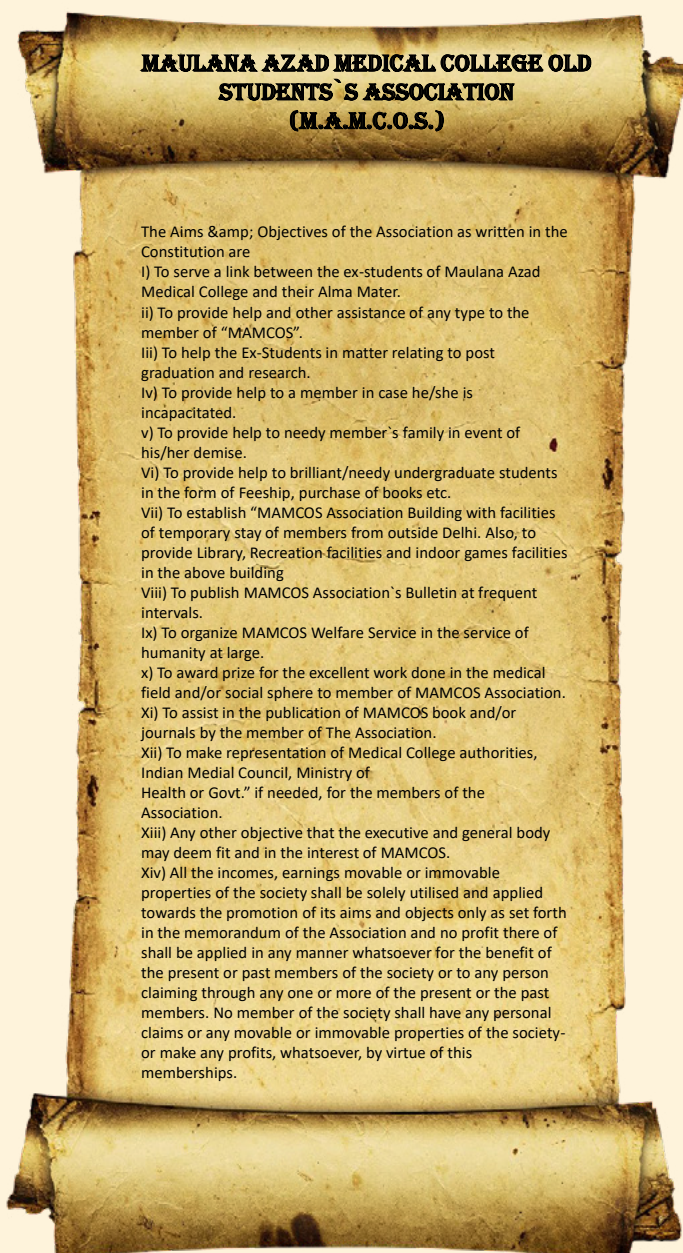 MAULANA AZAD MEDICAL COLLEGE OLD
STUDENTS`S ASSOCIATION
(M.A.M.C.O.S.)
The Aims &amp; Objectives of the Association as written in the
Constitution are
I) To serve a link between the ex-students of Maulana Azad
Medical College and their Alma Mater.
ii) To provide help and other assistance of any type to the
member of “MAMCOS”.
Iii) To help the Ex-Students in matter relating to post
graduation and research.
Iv) To provide help to a member in case he/she is
incapacitated.
v) To provide help to needy member`s family in event of
his/her demise.
Vi) To provide help to brilliant/needy undergraduate students
in the form of Feeship, purchase of books etc.
Vii) To establish “MAMCOS Association Building with facilities
of temporary stay of members from outside Delhi. Also, to
provide Library, Recreation facilities and indoor games facilities
in the above building
Viii) To publish MAMCOS Association`s Bulletin at frequent
intervals.
Ix) To organize MAMCOS Welfare Service in the service of
humanity at large.
x) To award prize for the excellent work done in the medical
field and/or social sphere to member of MAMCOS Association.
Xi) To assist in the publication of MAMCOS book and/or
journals by the member of The Association.
Xii) To make representation of Medical College authorities,
Indian Medial Council, Ministry of
Health or Govt.” if needed, for the members of the
Association.
Xiii) Any other objective that the executive and general body
may deem fit and in the interest of MAMCOS.
Xiv) All the incomes, earnings movable or immovable
properties of the society shall be solely utilised and applied
towards the promotion of its aims and objects only as set forth
in the memorandum of the Association and no profit there of
shall be applied in any manner whatsoever for the benefit of
the present or past members of the society or to any person
claiming through any one or more of the present or the past
members. No member of the society shall have any personal
claims or any movable or immovable properties of the society-
or make any profits, whatsoever, by virtue of this
memberships.